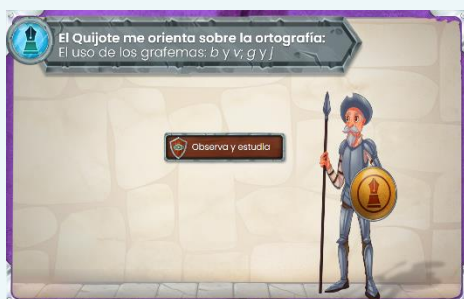 El Quijote me orienta sobre la ortografía:
El uso de los grafemas: b y v; g y j
Observa y estudia